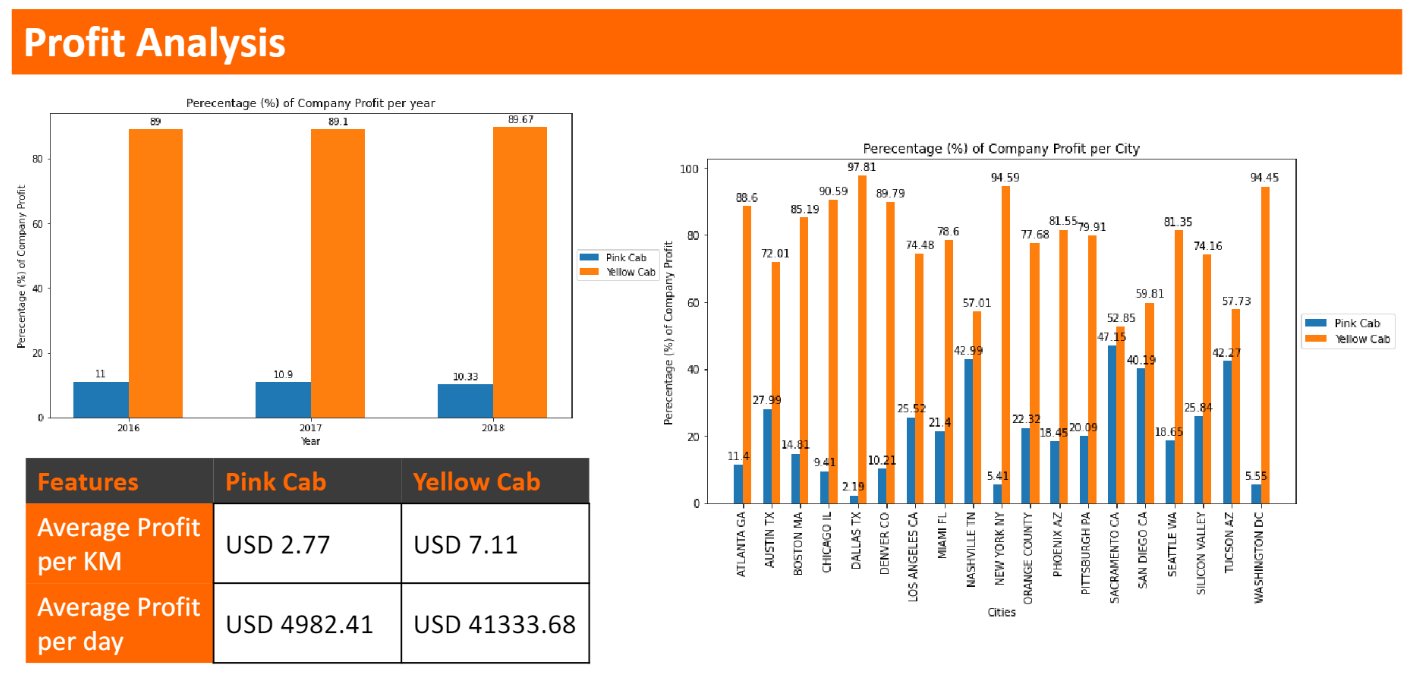 Profit Analysis
Perecentage (%) of Company Profit per year
Perecentage (%) of Company Profit
80
60
40
20
0
89
89.1
89.67
11
10.9
10.33
2016
2017
2018
Year
Pink Cab
Yellow Cab
Features Pink Cab Yellow Cab
Average Profit
per KM
USD 2.77 USD 7.11
Average Profit
per day
USD 4982.41 USD 41333.68
Perecentage (%) of Company Profit per City
Perecentage (%) of Company Profit
100
80
60
40
20
0
88.6
72.01
85.19
90.59
97.81
89.79
74.48
78.6
57.01
94.59
77.68
81.55
79.91
52.85
59.81
81.35
74.16
57.73
94.45
11.4
27.99
14.81
9.41
2.19
10.21
25.52
21.4
42.99
5.41
22.32
18.45
20.09
47.15
40.19
18.65
25.84
42.27
5.55
ATLANTA GA
AUSTIN TX
BOSTON MA
CHICAGO IL
DALLAS TX
DENVER CO
LOS ANGELES CA
MIAMI FL
NASHVILLE TN
NEW YORK NY
ORANGE COUNTY
PHOENIX AZ
PITTSBURGH PA
SACRAMENTO CA
SAN DIEGO CA
SEATTLE WA
SILICON VALLEY
TUCSON AZ
WASHINGTON DC
Cities
Pink Cab
Yellow Cab